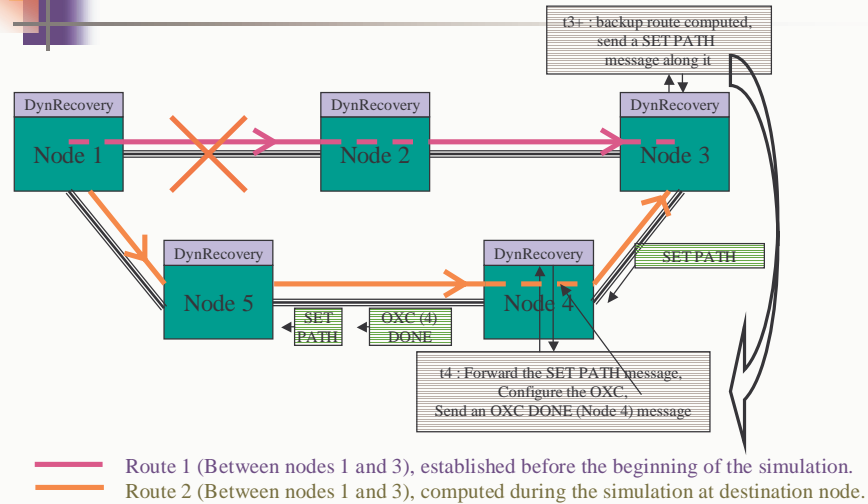 t3+ : backup route computed,
send a SET PATH
message along it
DynRecovery
DynRecovery
DynRecovery
Node 1
Node 2
Node 3
DynRecovery
DynRecovery
SET PATH
Node 5
Node 4
SET
PATH
OXC (4)
DONE
t4 : Forward the SET PATH message,
Configure the OXC,
Send an OXC DONE (Node 4) message
Route 1 (Between nodes 1 and 3), established before the beginning of the simulation.
Route 2 (Between nodes 1 and 3), computed during the simulation at destination node.